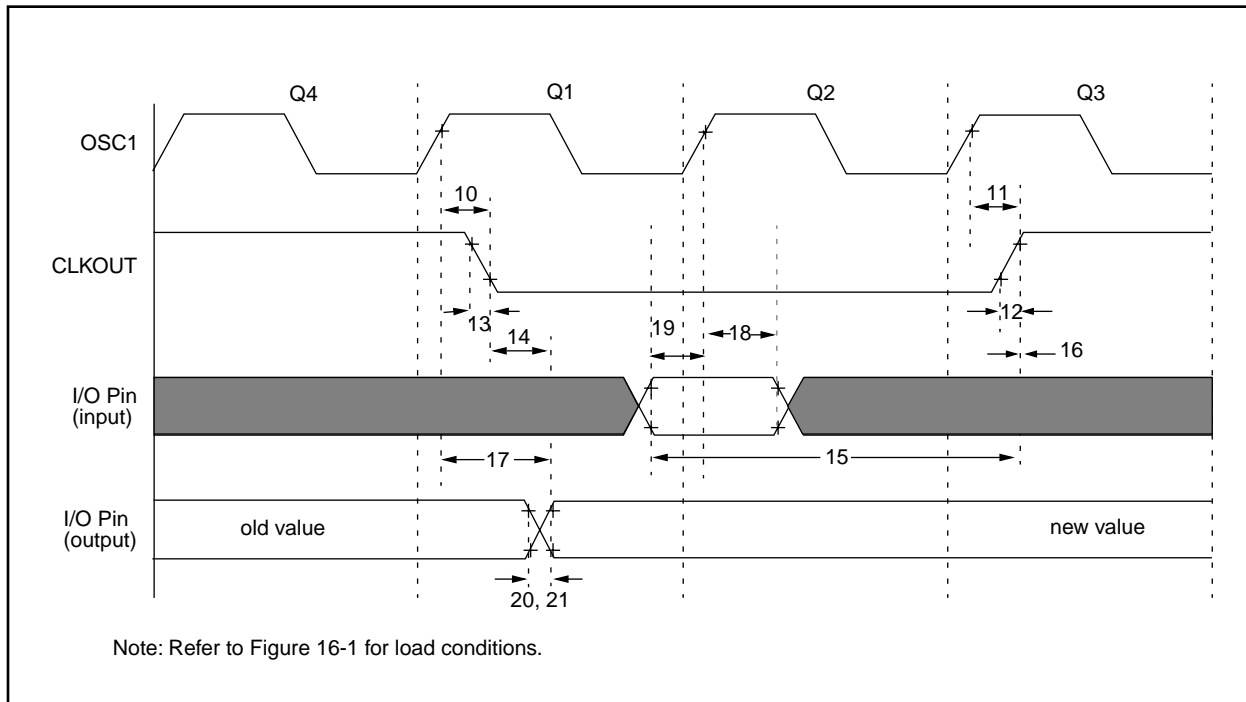 Q4 Q1 Q2 Q3
OSC1
10 11
CLKOUT
13 12
14 19 18 16
I/O Pin
(input)
17 15
I/O Pin
(output)
old value new value
20, 21
Note: Refer to Figure 16-1 for load conditions.